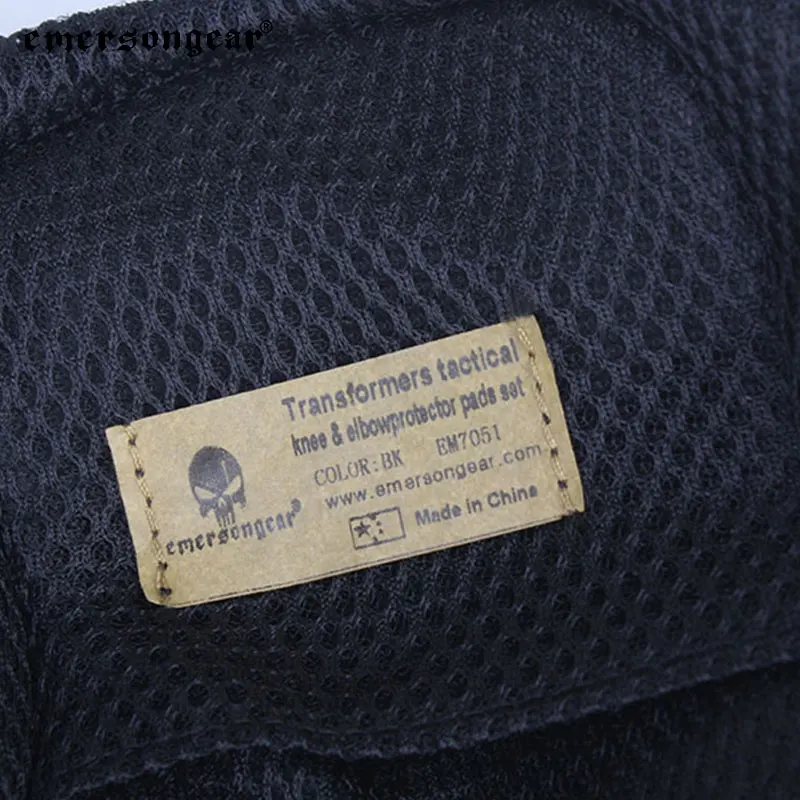 emersongear®
Transformers tactical
knee & elbowprotector pads set
COLOR:BK EM7051
www.emersongear.com
Made in China
emersongear®